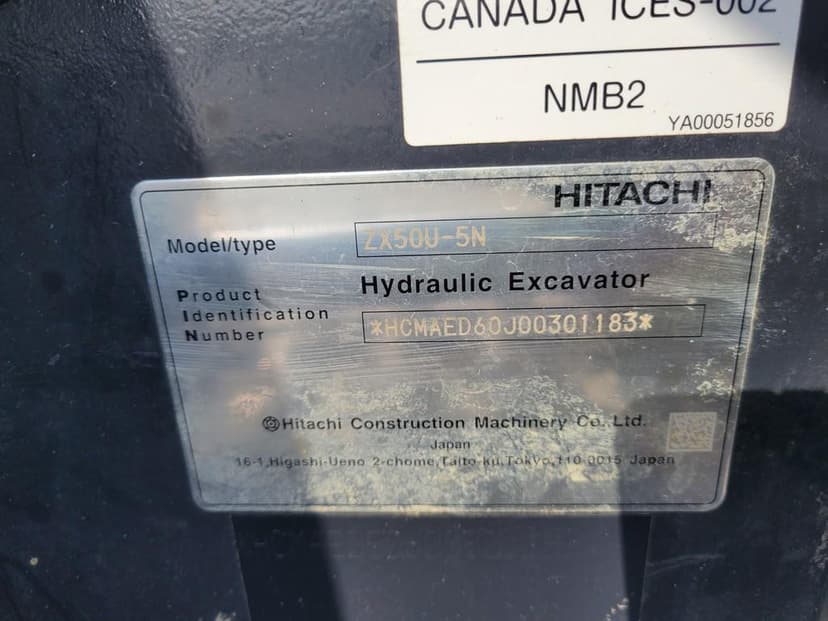 CANADA ICES-002
NMB2
YA00051856
HITACHI
Model/type ZX50U-5N
Hydraulic Excavator
Product
Identification
Number *HCMAED60J00301183*
Hitachi Construction Machinery Co., Ltd.
Japan
16-1,Higashi-Ueno 2-chome,Taito-ku,Tokyo,110-0015 Japan